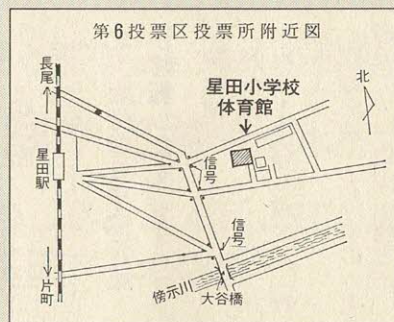 第6投票区投票所附近図
長尾
北
星田小学校
体育館
信号
星田駅
信号
片町
傍示川
大谷橋